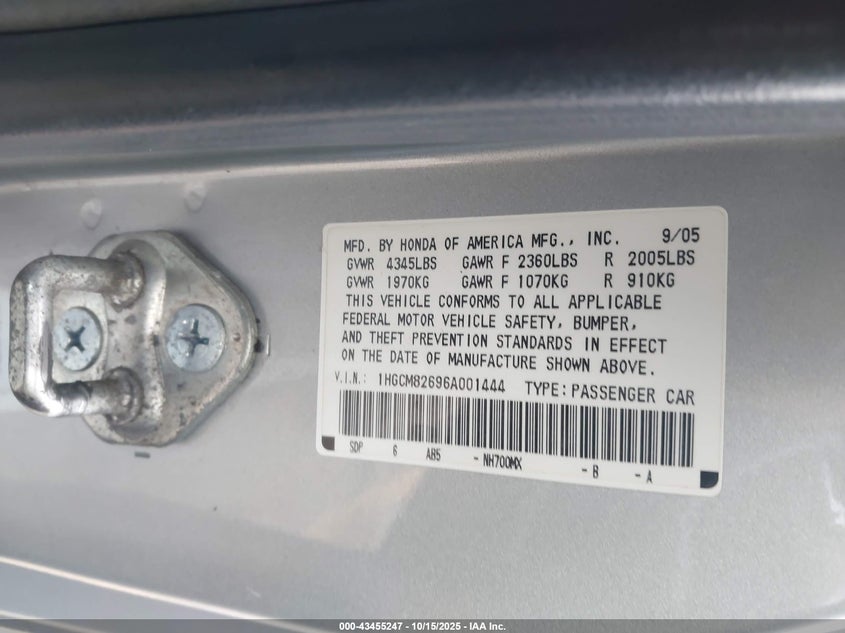 MFD. BY HONDA OF AMERICA MFG., INC. 9/05
GVWR 4345LBS GAWR F 2360LBS R 2005LBS
GVWR 1970KG GAWR F 1070KG R 910KG
THIS VEHICLE CONFORMS TO ALL APPLICABLE
FEDERAL MOTOR VEHICLE SAFETY, BUMPER,
AND THEFT PREVENTION STANDARDS IN EFFECT
ON THE DATE OF MANUFACTURE SHOWN ABOVE.
V.I.N.: 1HGCM82696A001444 TYPE: PASSENGER CAR
SDP 6 AB5 - NH700MX - B - A
000-43455247 - 10/15/2025 - IAA Inc.